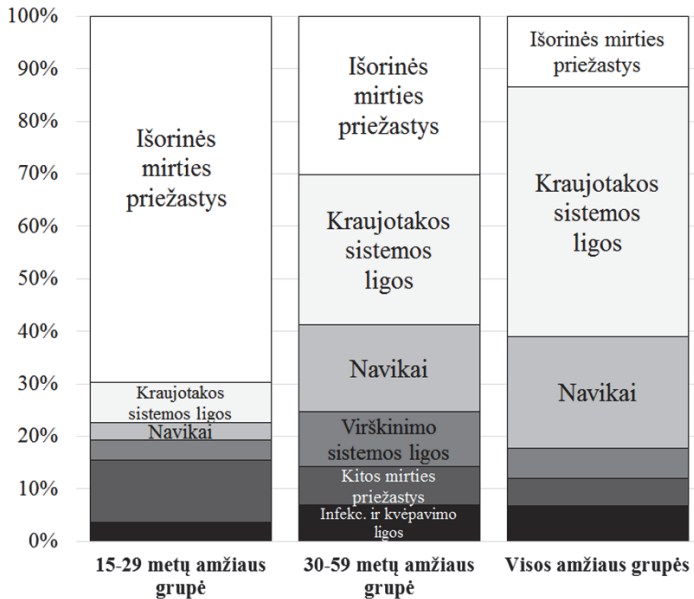 100%
90%
80%
70%
60%
50%
40%
30%
20%
10%
0%
Išorinės
mirties
priežastys
Kraujotakos
sistemos ligos
Navikai
Išorinės
mirties
priežastys
Kraujotakos
sistemos
ligos
Navikai
Virškinimo
sistemos ligos
Kitos mirties
priežastys
Infekc. ir kvėpavimo
ligos
Išorinės mirties
priežastys
Kraujotakos
sistemos
ligos
Navikai
15-29 metų amžiaus
grupė
30-59 metų amžiaus
grupė
Visos amžiaus grupės